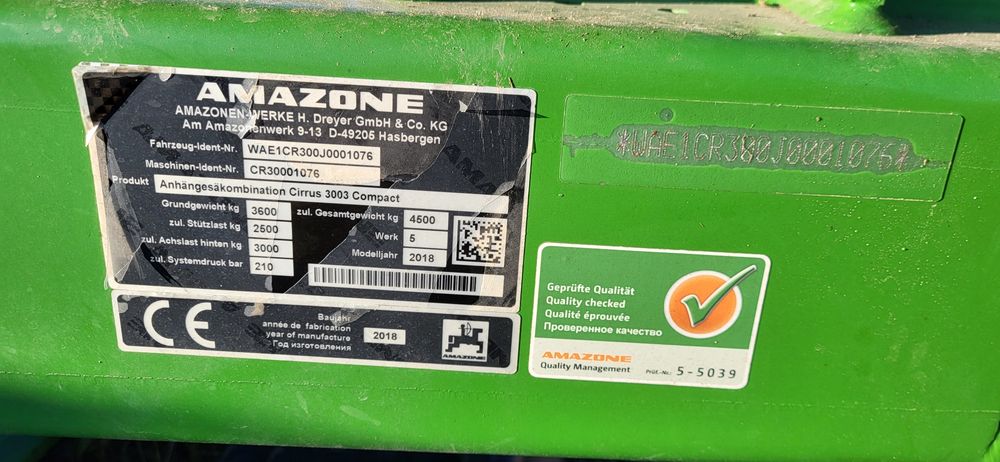 AMAZONE
AMAZONEN-WERKE H. Dreyer GmbH & Co. KG
Am Amazonenwerk 9-13 D-49205 Hasbergen
Fahrzeug-Ident-Nr. WAE1CR300J0001076
Maschinen-Ident-Nr. CR30001076
Produkt Anhängesäkombination Cirrus 3003 Compact
Grundgewicht kg 3600 zul. Gesamtgewicht kg 4500
zul. Stützlast kg 2500 Werk 5
zul. Achslast hinten kg 3000 Modelljahr 2018
zul. Systemdruck bar 210
CE
Baujahr
année de fabrication
year of manufacture 2018
Год изготовления
AMAZONE
*WAE1CR300J0001076*
Geprüfte Qualität
Quality checked
Qualité éprouvée
Проверенное качество
AMAZONE
Quality Management Prüf.-Nr.: 5-5039